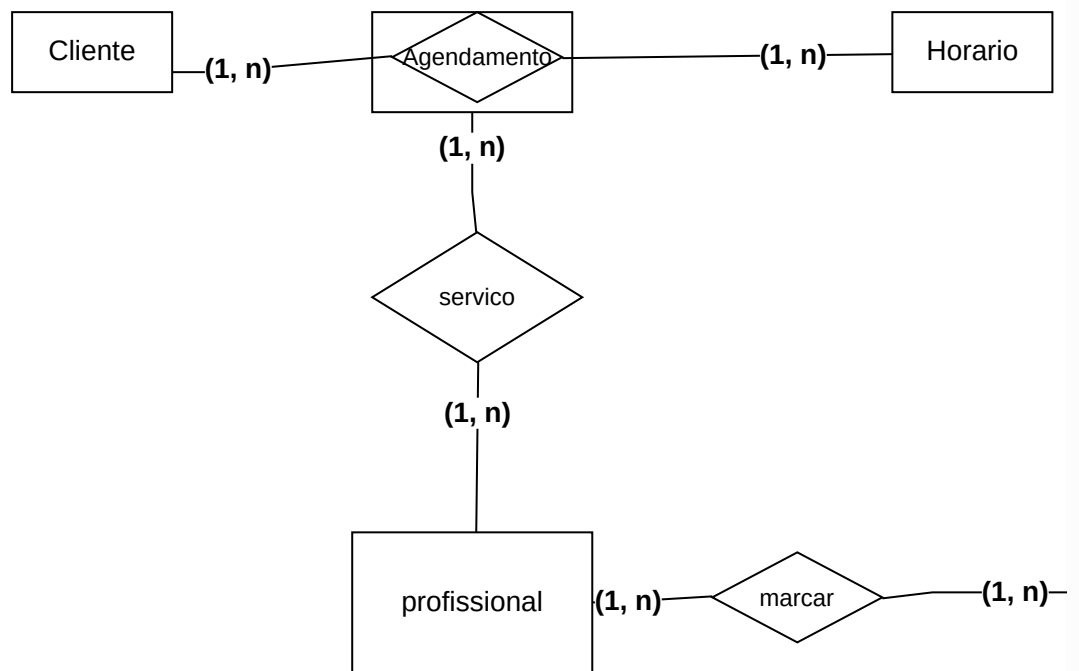 Cliente
(1, n)
Agendamento
(1, n)
Horario
(1, n)
servico
(1, n)
profissional
(1, n)
marcar
(1, n)